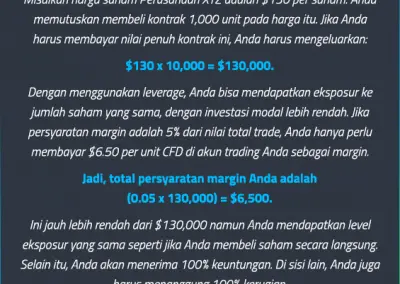 Misalkan harga saham Perusahaan XYZ adalah $130 per saham. Anda
memutuskan membeli kontrak 1,000 unit pada harga itu. Jika Anda
harus membayar nilai penuh kontrak ini, Anda harus mengeluarkan:
$130 x 10,000 = $130,000.
Dengan menggunakan leverage, Anda bisa mendapatkan eksposur ke
jumlah saham yang sama, dengan investasi modal lebih rendah. Jika
persyaratan margin adalah 5% dari nilai total trade, Anda hanya perlu
membayar $6.50 per unit CFD di akun trading Anda sebagai margin.
Jadi, total persyaratan margin Anda adalah
(0.05 x 130,000) = $6,500.
Ini jauh lebih rendah dari $130,000 namun Anda mendapatkan level
eksposur yang sama seperti jika Anda membeli saham secara langsung.
Selain itu, Anda akan menerima 100% keuntungan. Di sisi lain, Anda juga
harus menanggung 100% kerugian.